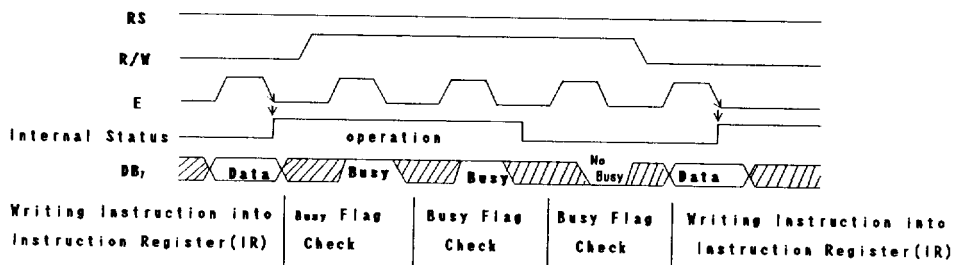 RS
R/W
E
Internal Status
operation
DB7
Data
Busy
Busy
No
Busy
Data
Writing Instruction into
Instruction Register(IR)
Busy Flag
Check
Busy Flag
Check
Busy Flag
Check
Writing Instruction into
Instruction Register(IR)